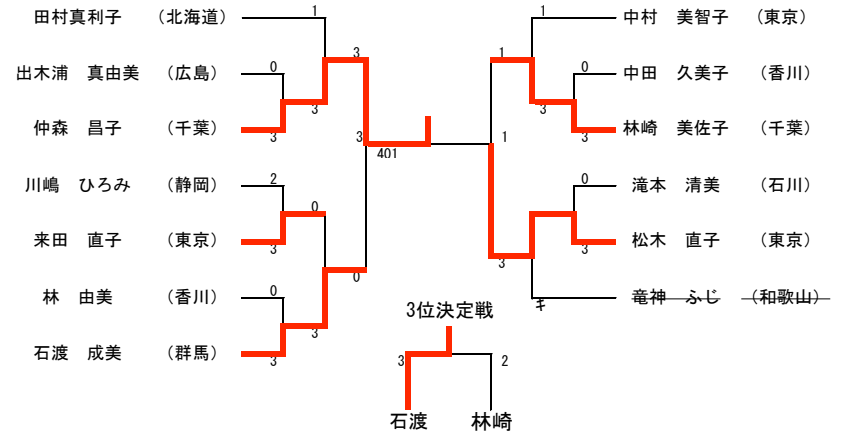 田村真利子 （北海道） 1
1 中村 美智子 （東京）
3
1
出木浦 真由美 （広島） 0
0 中田 久美子 （香川）
3
3
仲森 昌子 （千葉） 3
3 林崎 美佐子 （千葉）
3
401
1
川嶋 ひろみ （静岡） 2
0 滝本 清美 （石川）
0
来田 直子 （東京） 3
3 松木 直子 （東京）
0
3
林 由美 （香川） 0
キ 竜神 ふじ （和歌山）
3位決定戦
3
石渡 成美 （群馬） 3
3
2
石渡 林崎